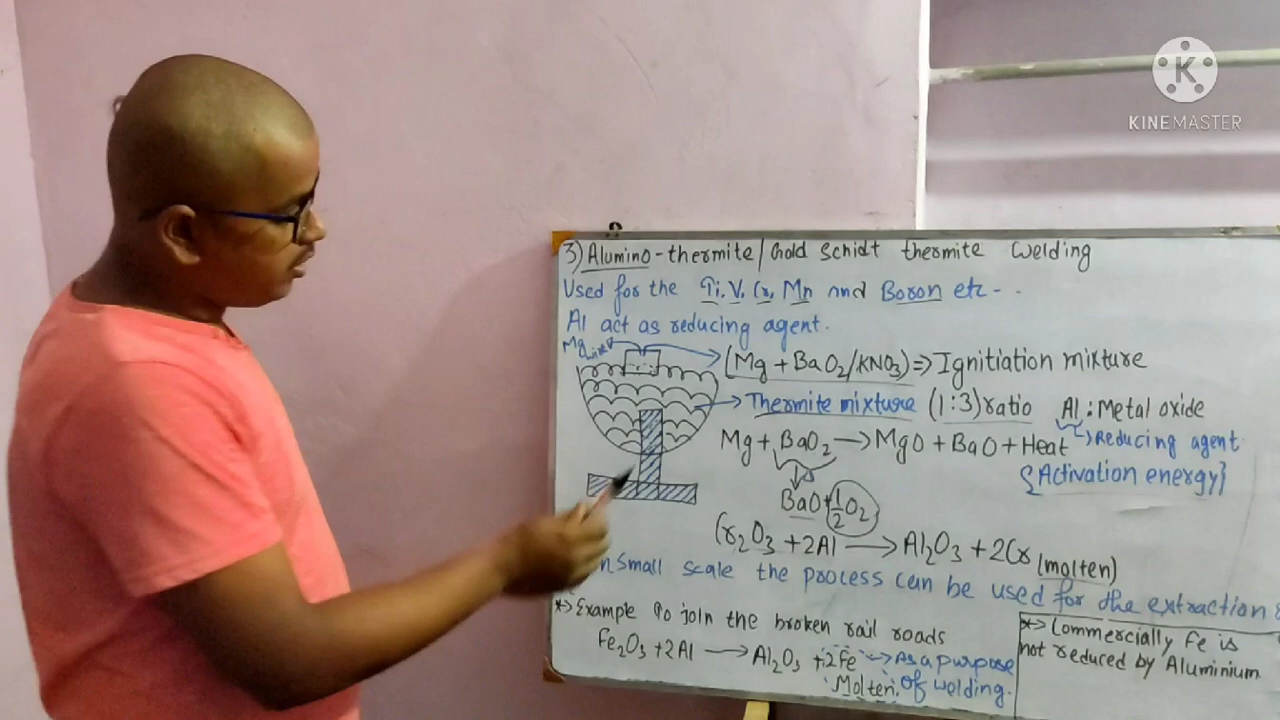 KINEMASTER
3) Alumino-thermite/Gold Schidt thermite Welding
Used for the Ti, V, Cr, Mn and Boron etc- - -
Al act as reducing agent.
Mg wire
(Mg + BaO2/KNO3) => Ignitiation mixture
Thermite mixture (1:3) ratio Al : Metal oxide
Mg + BaO2 → MgO + BaO + Heat
Reducing agent
{Activation energy}
BaO + 1/2 O2
Cr2O3 + 2Al → Al2O3 + 2Cr (molten)
Small scale the process can be used for the extraction
*→ Example To join the broken rail roads
Fe2O3 + 2Al → Al2O3 + 2Fe → As a purpose
Molten. of welding.
*→ Commercially Fe is
not reduced by Aluminium